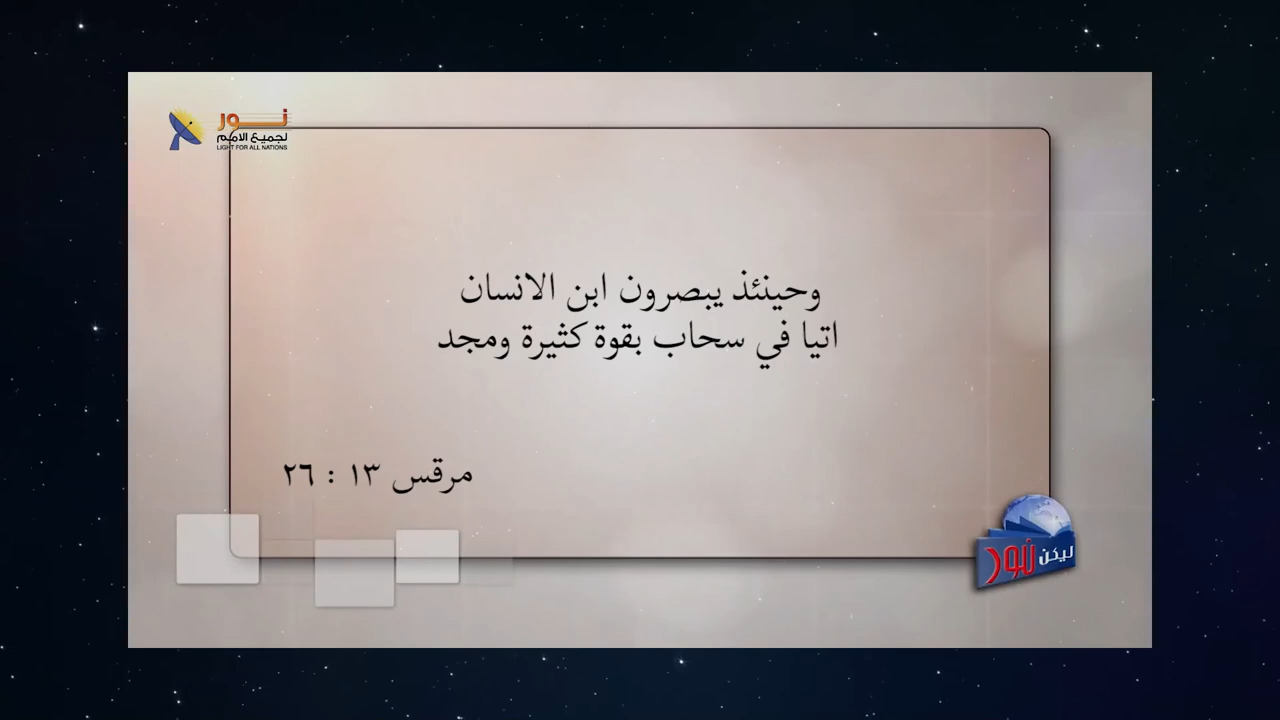 نور
لجميع الامم
LIGHT FOR ALL NATIONS
وحينئذ يبصرون ابن الانسان
اتيا في سحاب بقوة كثيرة ومجد
مرقس ١٣ : ٢٦
ليكن نور